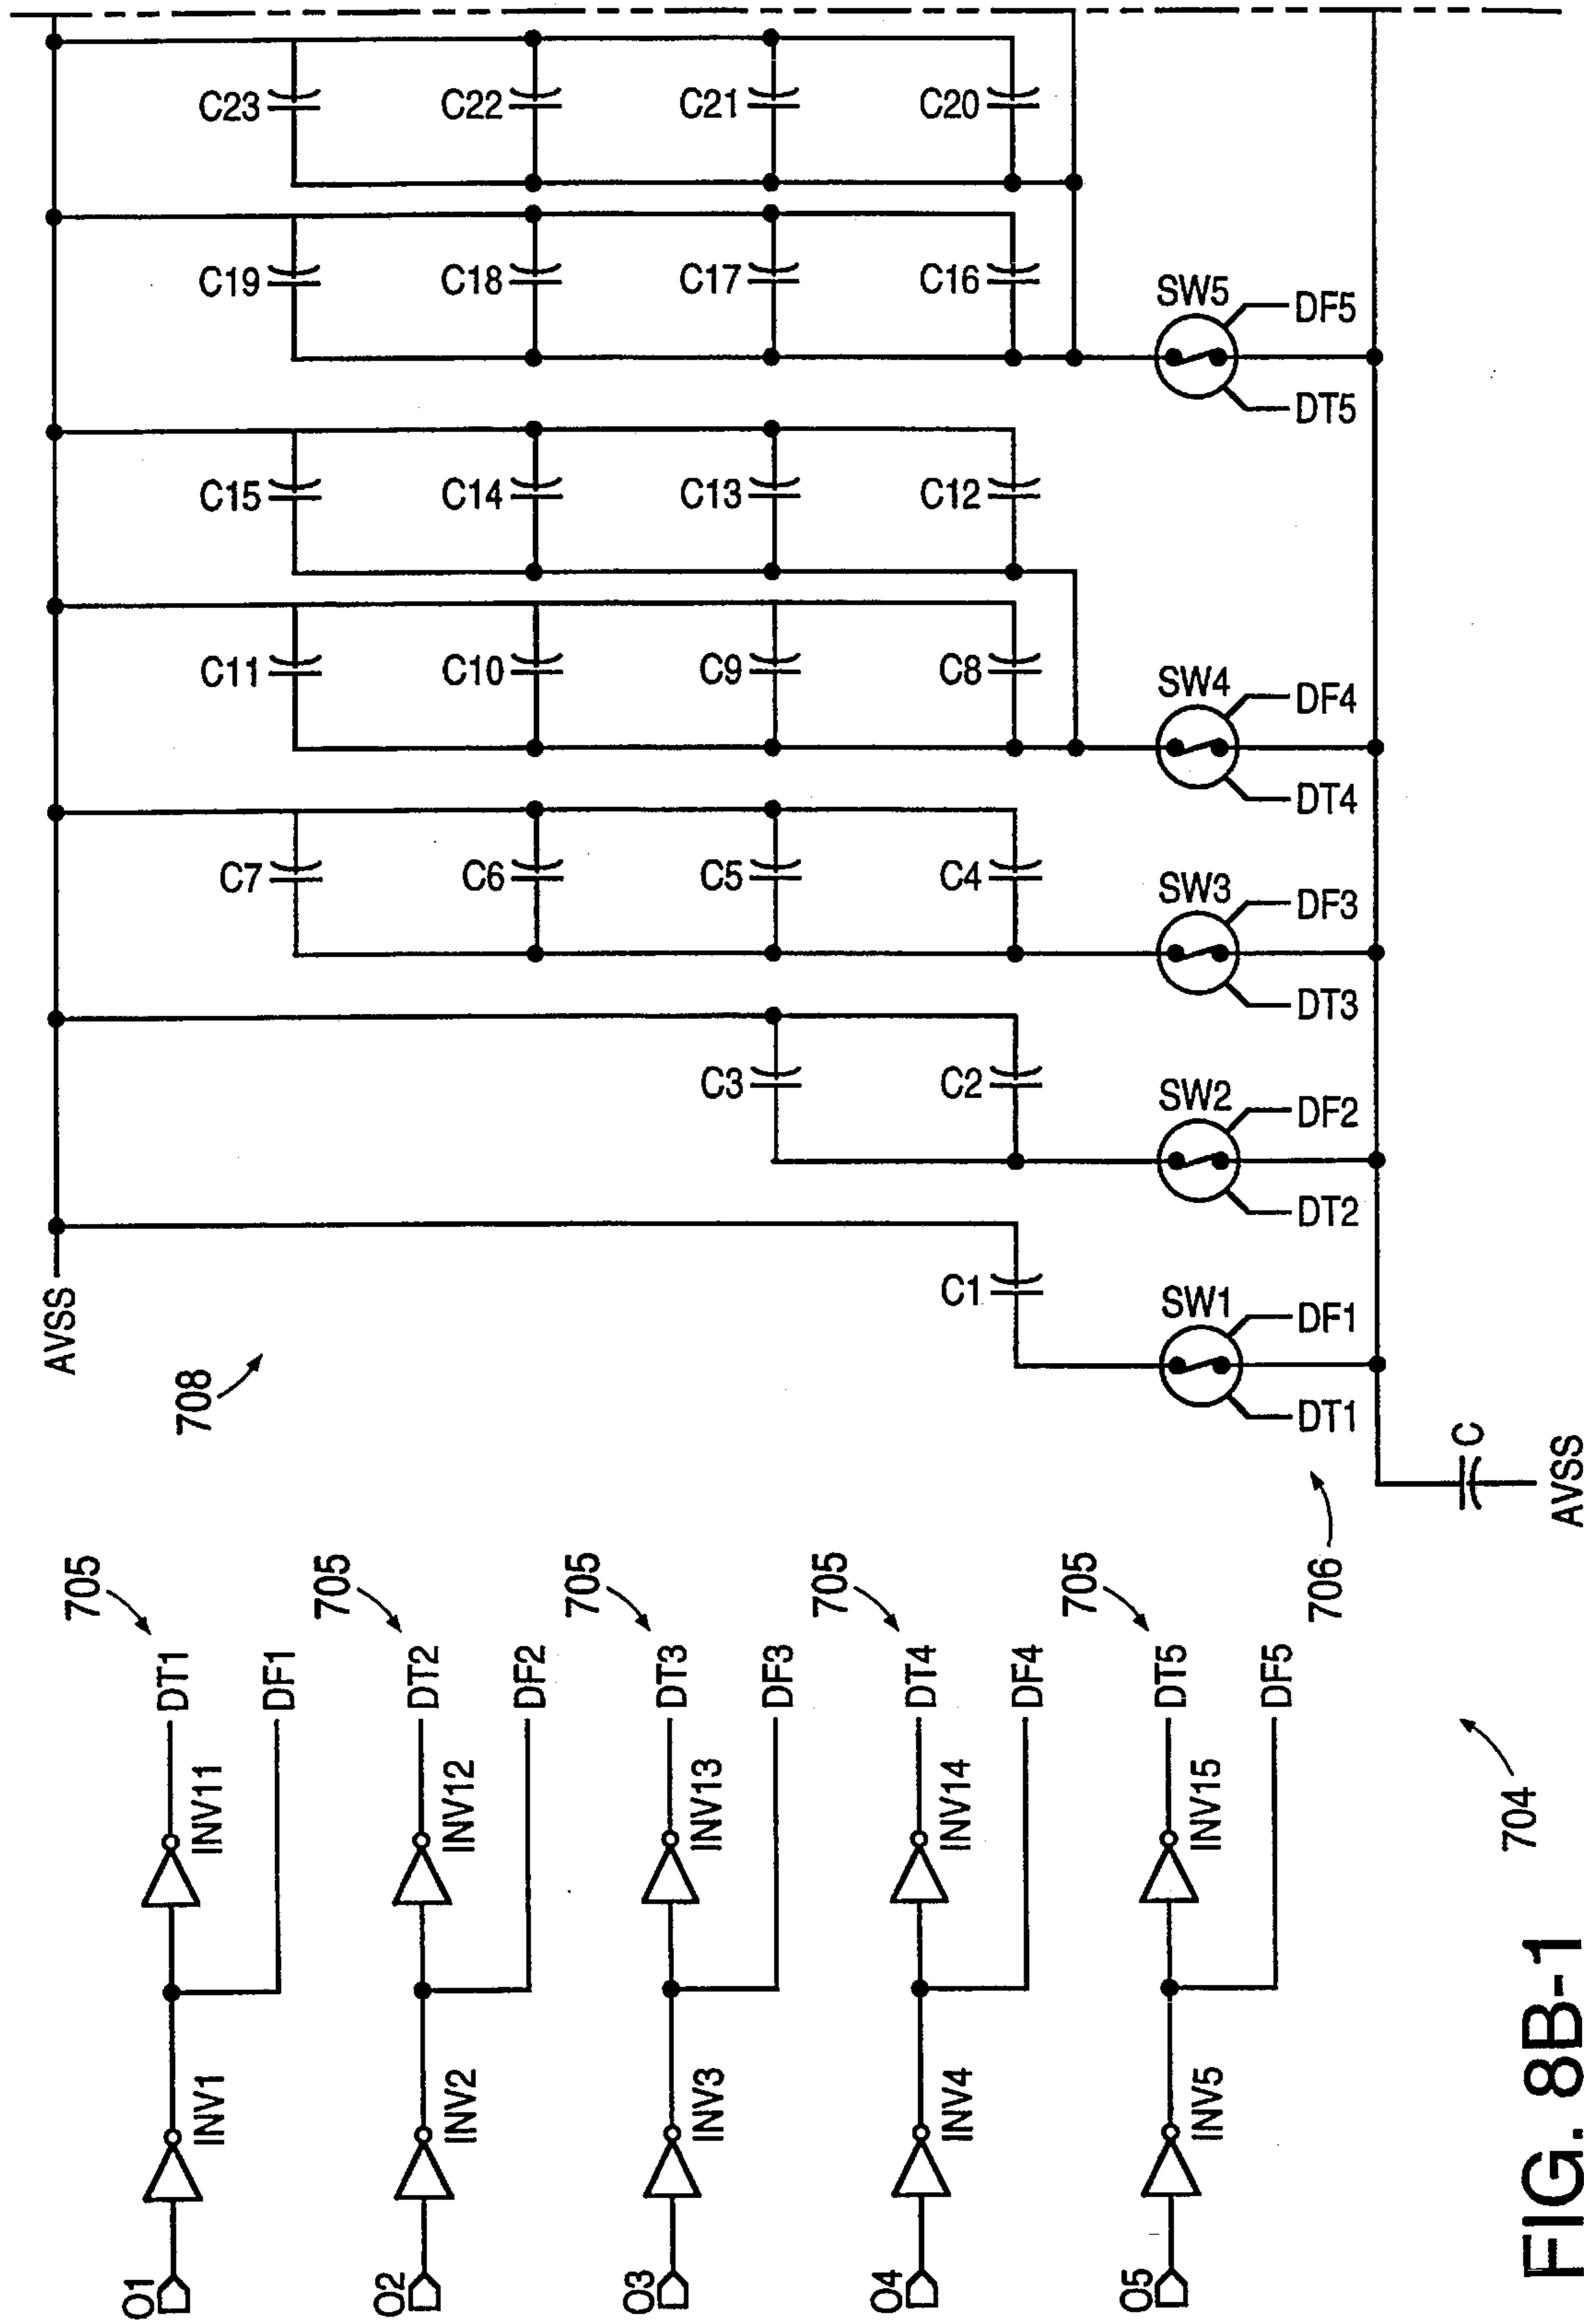 O1
INV1
INV11
DT1
DF1
705
O2
INV2
INV12
DT2
DF2
705
O3
INV3
INV13
DT3
DF3
705
O4
INV4
INV14
DT4
DF4
705
O5
INV5
INV15
DT5
DF5
705
704
706
708
AVSS
C23
C22
C21
C20
C19
C18
C17
C16
C15
C14
C13
C12
C11
C10
C9
C8
C7
C6
C5
C4
C3
C2
C1
SW5
DF5
DT5
SW4
DF4
DT4
SW3
DF3
DT3
SW2
DF2
DT2
SW1
DF1
DT1
C
AVSS
FIG. 8B-1